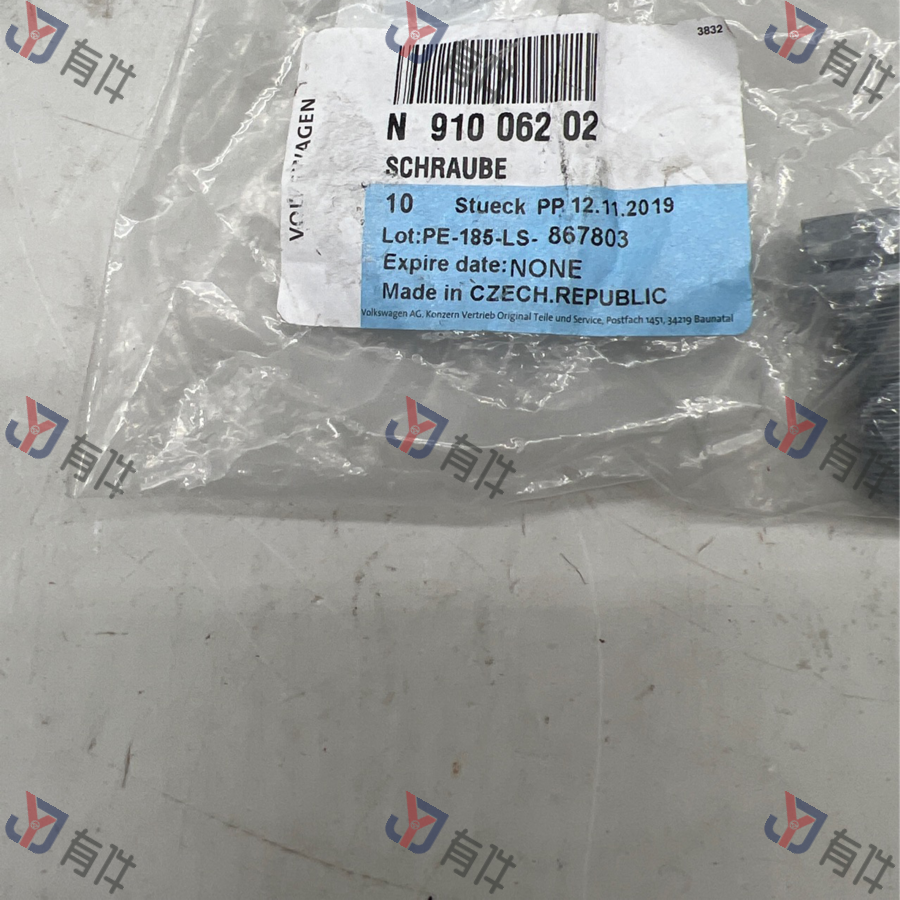 3832
VOLKSWAGEN
N 910 062 02
SCHRAUBE
10 Stueck PP. 12.11.2019
Lot:PE-185-LS- 867803
Expire date:NONE
Made in CZECH.REPUBLIC
Volkswagen AG. Konzern Vertrieb Original Teile und Service, Postfach 1451, 34219 Baunatal
有件
有件
有件
有件
有件
有件
有件
有件
有件